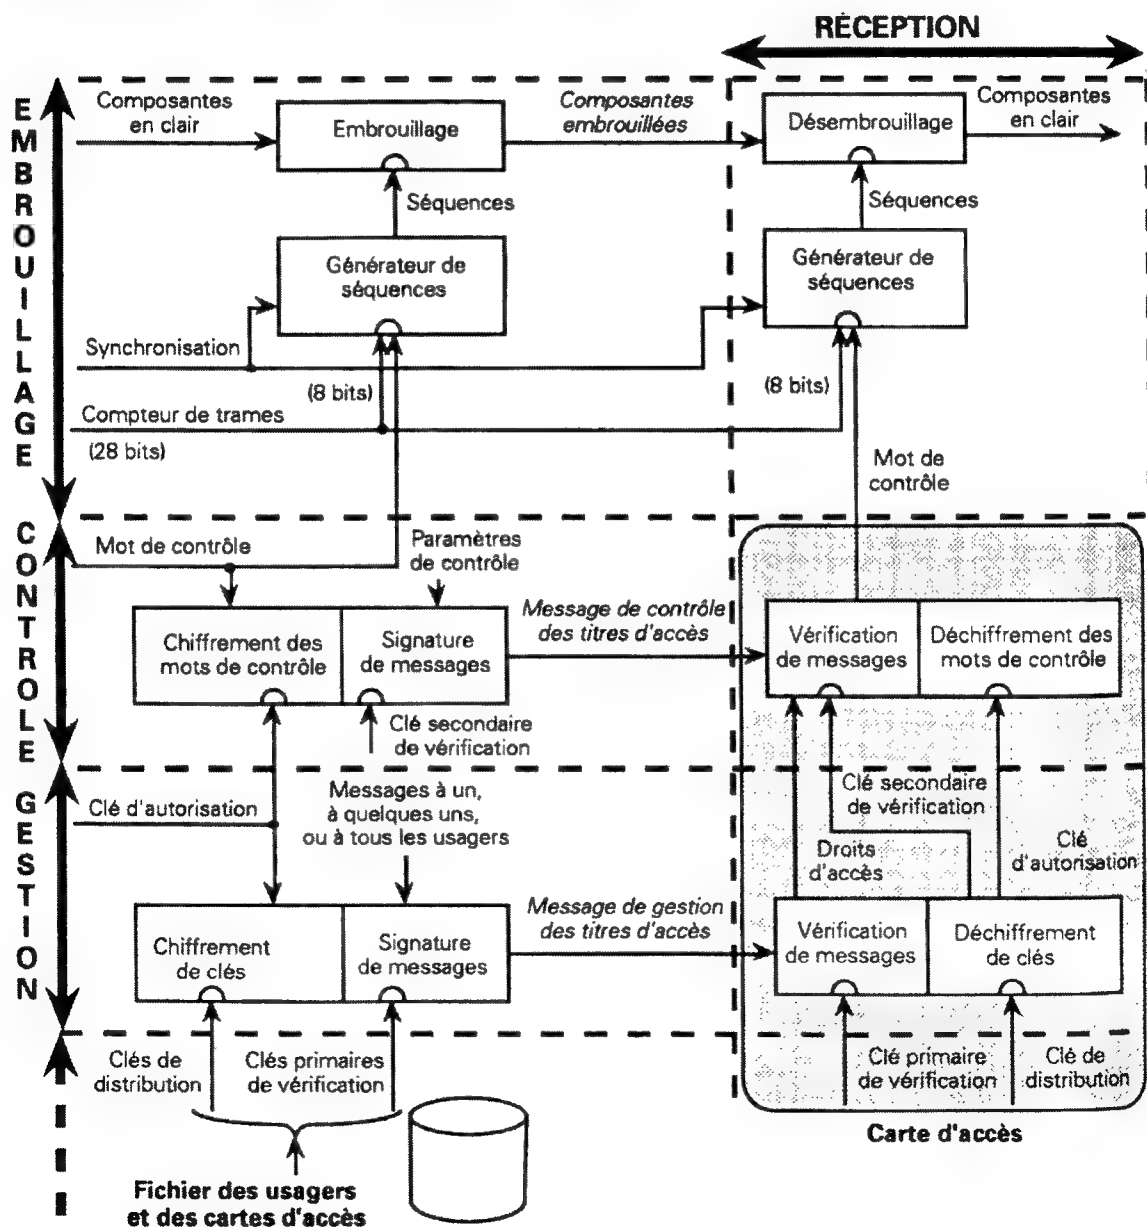 RÉCEPTION
EMBROUILLAGE
Composantes
en clair
Embrouillage
Composantes
embrouillées
Désembrouillage
Composantes
en clair
Séquences
Séquences
Générateur de
séquences
Générateur de
séquences
Synchronisation
(8 bits)
(8 bits)
Compteur de trames
(28 bits)
Mot de
contrôle
CONTROLE
Mot de contrôle
Paramètres
de contrôle
Chiffrement des
mots de contrôle
Signature
de messages
Message de contrôle
des titres d'accès
Vérification
de messages
Déchiffrement des
mots de contrôle
Clé secondaire
de vérification
GESTION
Clé d'autorisation
Messages à un,
à quelques uns,
ou à tous les usagers
Clé secondaire
de vérification
Droits
d'accès
Clé
d'autorisation
Chiffrement
de clés
Signature
de messages
Message de gestion
des titres d'accès
Vérification
de messages
Déchiffrement
de clés
Clés de
distribution
Clés primaires
de vérification
Clé primaire
de vérification
Clé de
distribution
Carte d'accès
Fichier des usagers
et des cartes d'accès